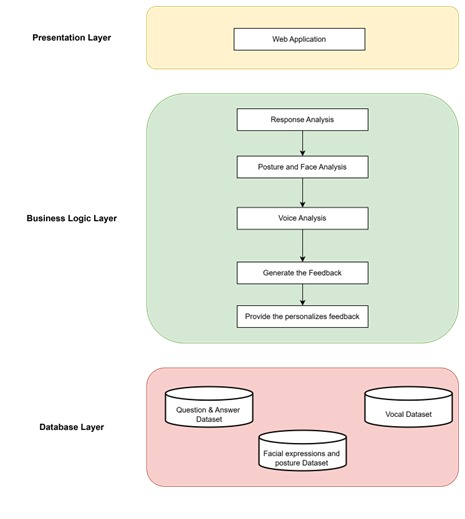 Presentation Layer
Web Application
Business Logic Layer
Response Analysis
Posture and Face Analysis
Voice Analysis
Generate the Feedback
Provide the personalizes feedback
Database Layer
Question & Answer
Dataset
Vocal Dataset
Facial expressions and
posture Dataset